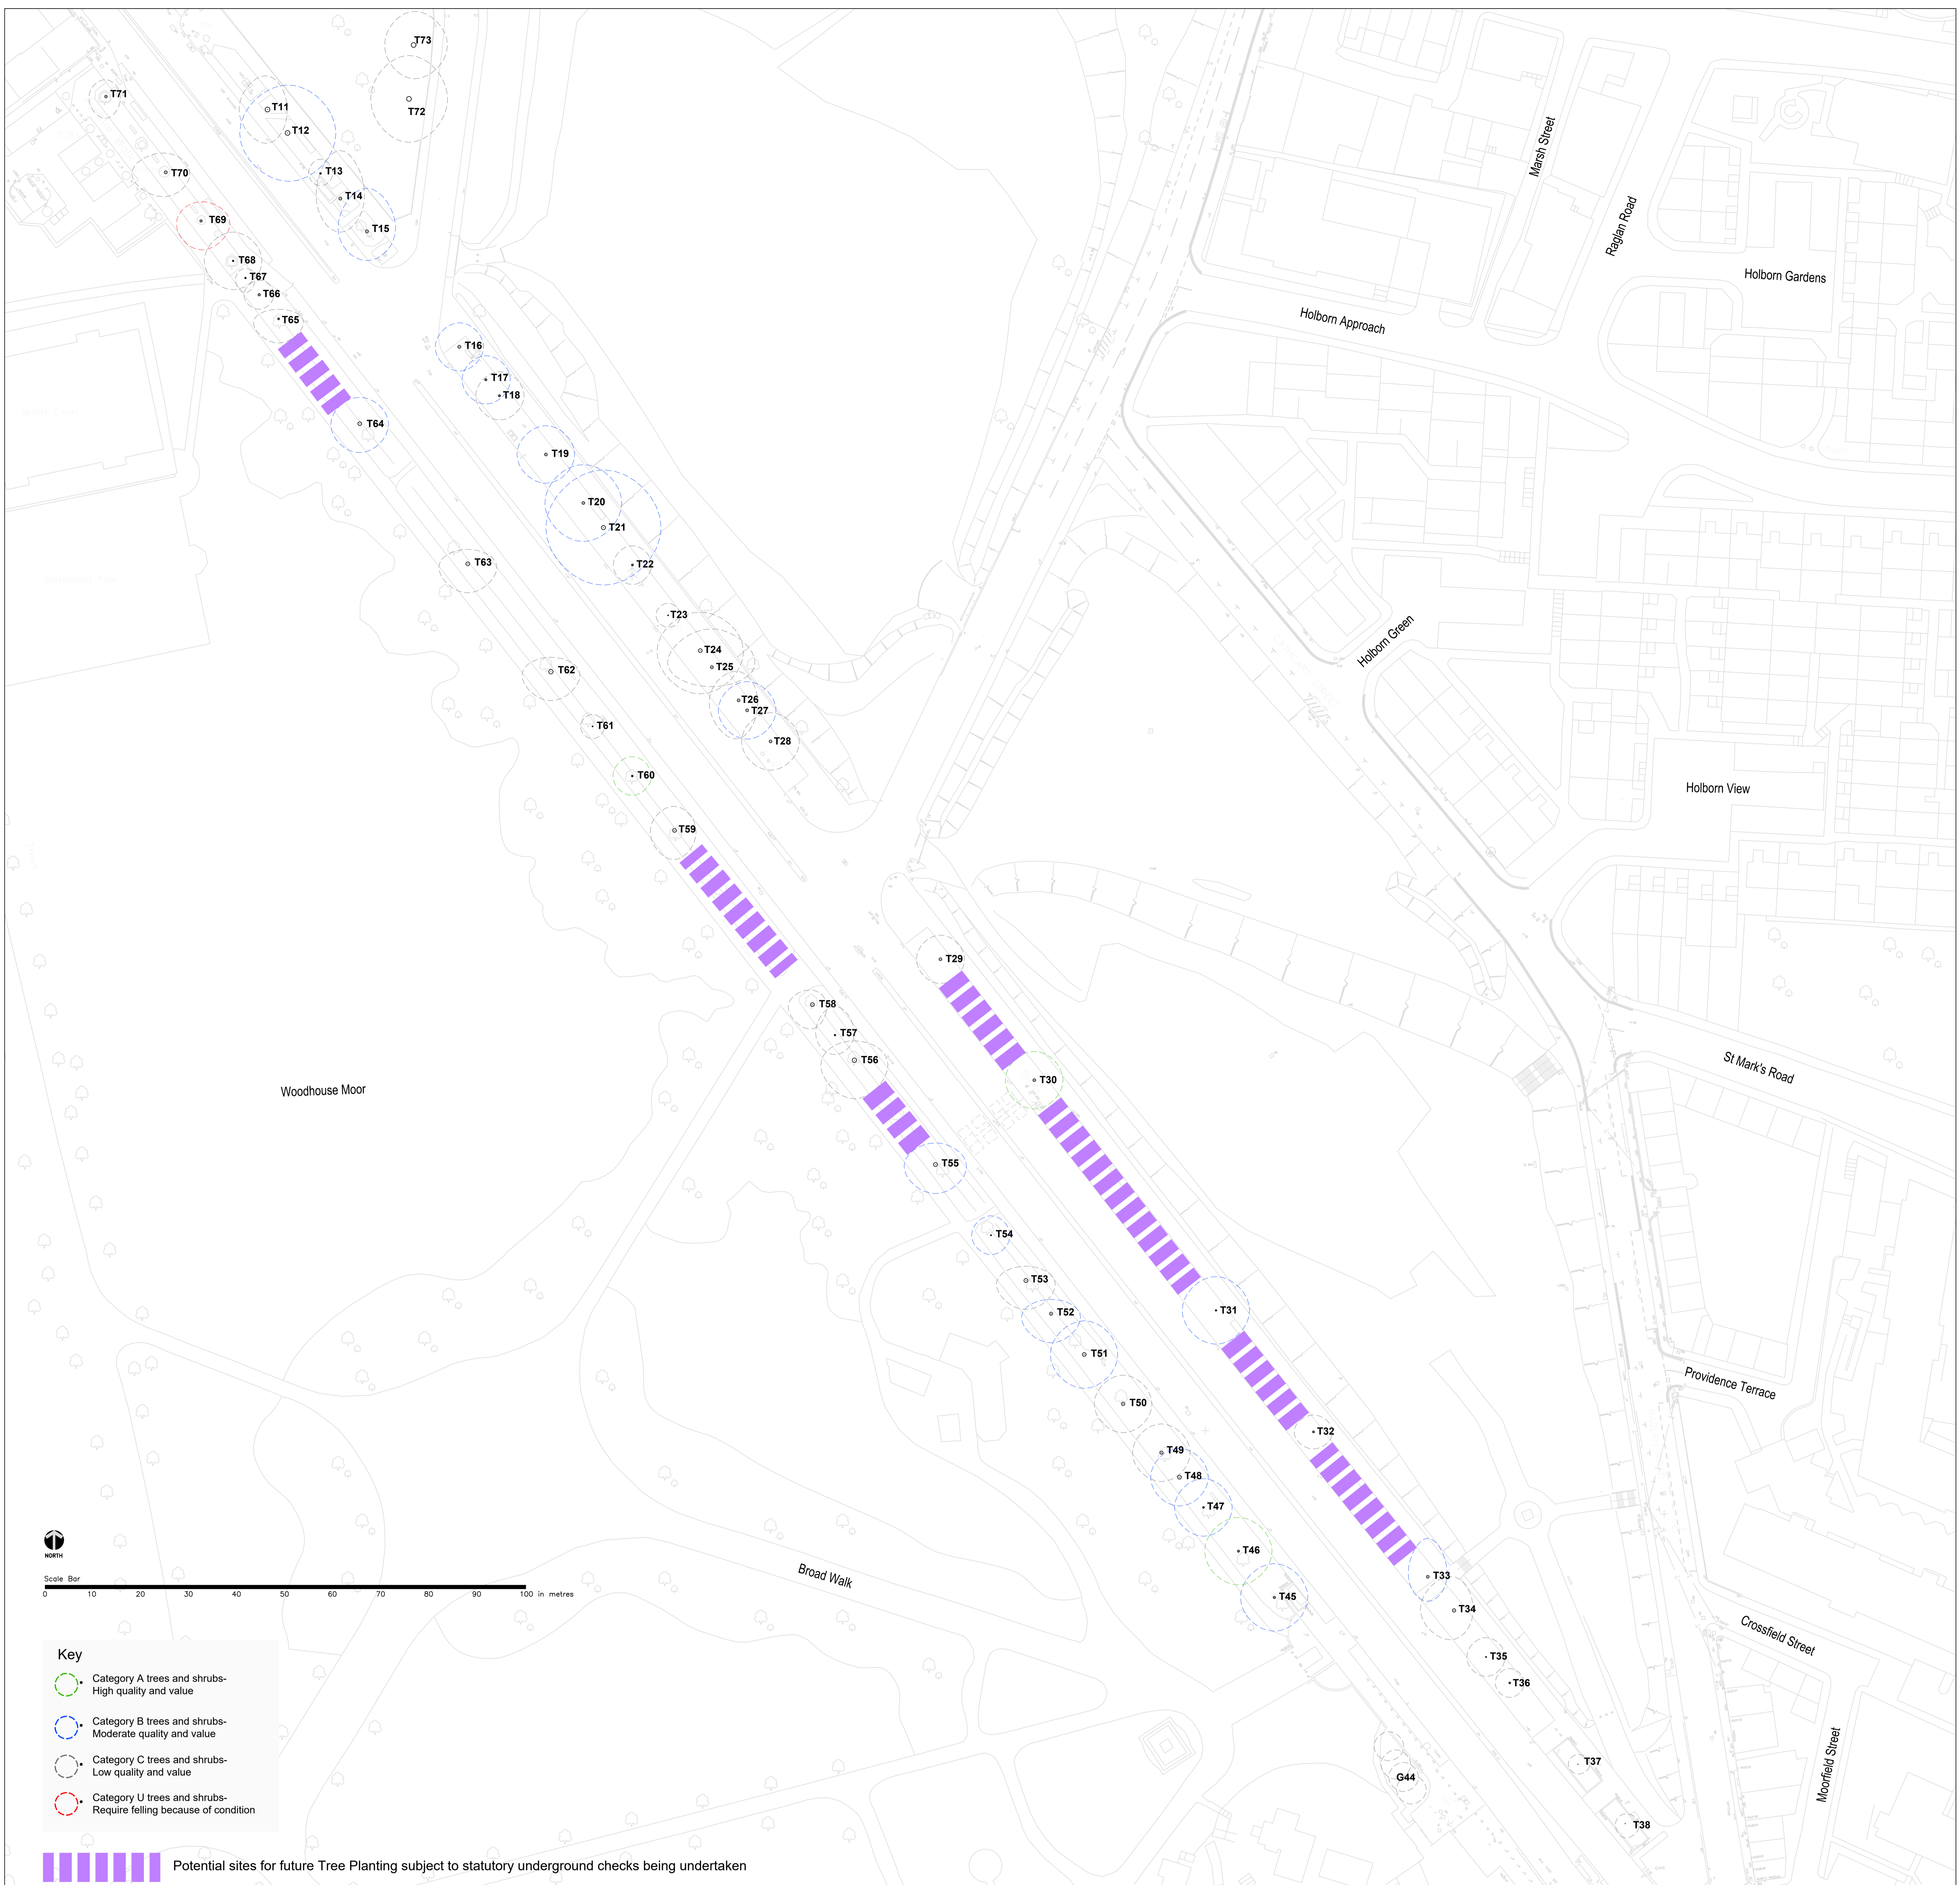 T73
T71
T11
T72
T12
T13
T70
T14
T69
T15
T68
T67
T66
T65
T16
T17
T18
T64
T19
T20
T21
T63
T22
T23
T24
T62
T25
T26
T27
T61
T28
T60
T59
T29
T58
T57
T56
T30
T55
T54
T53
T31
T52
T51
T50
T32
T49
T48
T47
T46
T33
T45
T34
T35
T36
T37
G44
T38
Marsh Street
Raglan Road
Holborn Gardens
Holborn Approach
Holborn Green
Holborn View
St Mark's Road
Woodhouse Moor
Providence Terrace
Broad Walk
Crossfield Street
Moorfield Street
NORTH
Scale Bar
0 10 20 30 40 50 60 70 80 90 100 in metres
Key
Category A trees and shrubs-
High quality and value
Category B trees and shrubs-
Moderate quality and value
Category C trees and shrubs-
Low quality and value
Category U trees and shrubs-
Require felling because of condition
Potential sites for future Tree Planting subject to statutory underground checks being undertaken